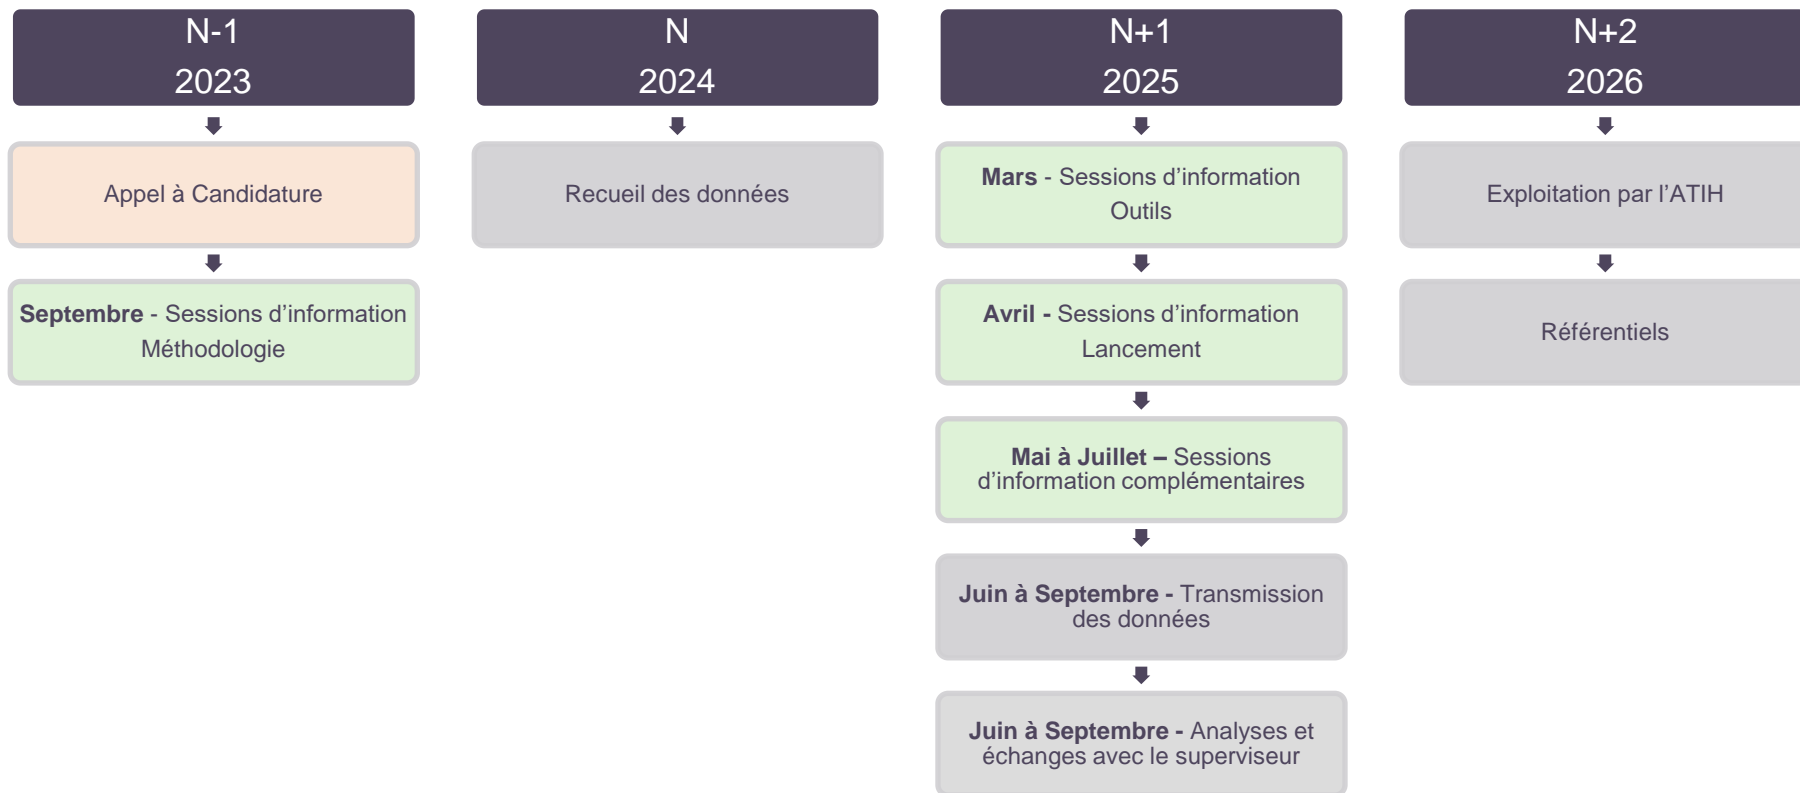 N-1
2023
Appel à Candidature
Septembre - Sessions d’information
Méthodologie
N
2024
Recueil des données
N+1
2025
Mars - Sessions d’information
Outils
Avril - Sessions d’information
Lancement
Mai à Juillet – Sessions
d’information complémentaires
Juin à Septembre - Transmission
des données
Juin à Septembre - Analyses et
échanges avec le superviseur
N+2
2026
Exploitation par l’ATIH
Référentiels